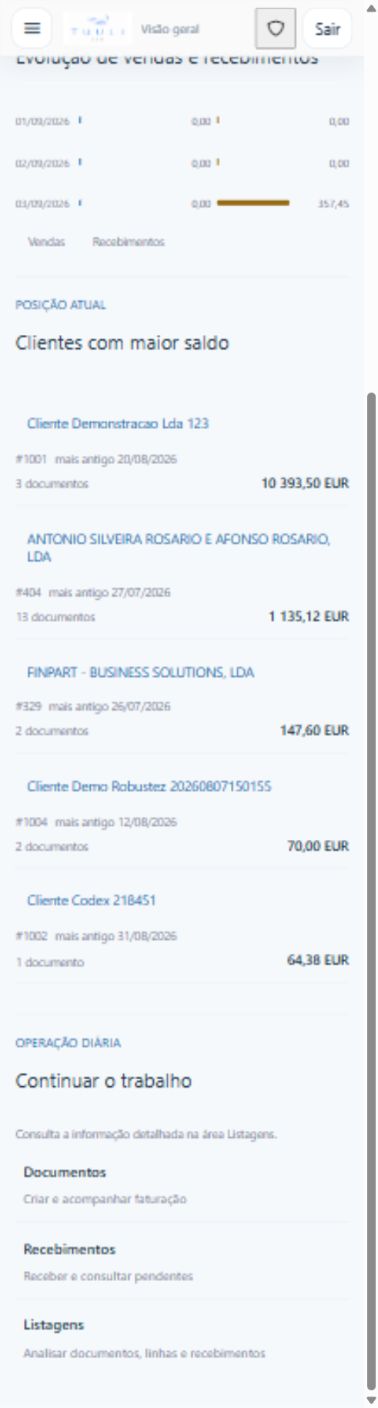 TUULI
Visão geral
Sair
Evolução de vendas e recebimentos
01/09/2026 0,00 0,00
02/09/2026 0,00 0,00
03/09/2026 0,00 357,45
Vendas Recebimentos
POSIÇÃO ATUAL
Clientes com maior saldo
Cliente Demonstracao Lda 123
#1001 mais antigo 20/08/2026
3 documentos 10 393,50 EUR
ANTONIO SILVEIRA ROSARIO E AFONSO ROSARIO,
LDA
#404 mais antigo 27/07/2026
13 documentos 1 135,12 EUR
FINPART - BUSINESS SOLUTIONS, LDA
#329 mais antigo 26/07/2026
2 documentos 147,60 EUR
Cliente Demo Robustez 20260807150155
#1004 mais antigo 12/08/2026
2 documentos 70,00 EUR
Cliente Codex 218451
#1002 mais antigo 31/08/2026
1 documento 64,38 EUR
OPERAÇÃO DIÁRIA
Continuar o trabalho
Consulta a informação detalhada na área Listagens.
Documentos
Criar e acompanhar faturação
Recebimentos
Receber e consultar pendentes
Listagens
Analisar documentos, linhas e recebimentos